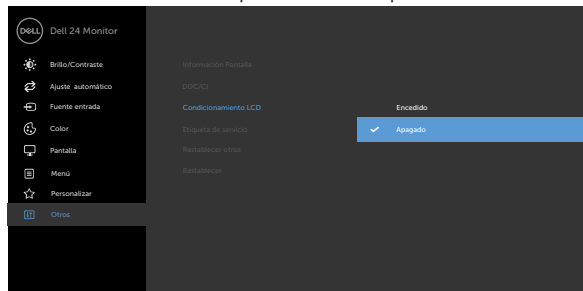 DELL Dell 24 Monitor
Brillo/Contraste
Ajuste automático
Fuente entrada
Color
Pantalla
Menú
Personalizar
Otros
Información Pantalla
DDC/CI
Condicionamiento LCD
Etiqueta de servicio
Restablecer otros
Restablecer
Encedido
Apagado